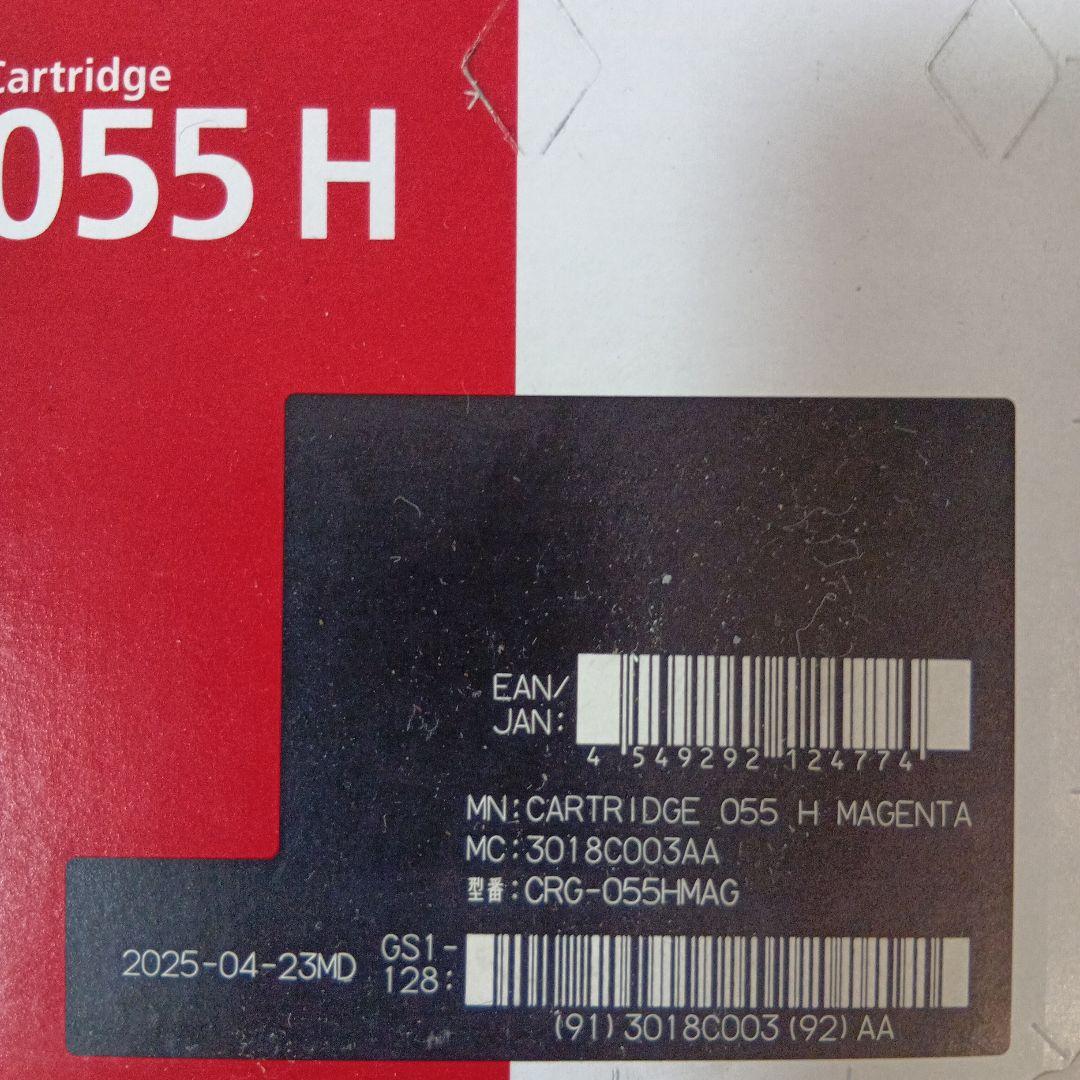 Cartridge
055 H
EAN/
JAN:
4 549292 124774
MN:CARTRIDGE 055 H MAGENTA
MC:3018C003AA
型番:CRG-055HMAG
2025-04-23MD
GS1-
128:
(91)3018C003(92)AA